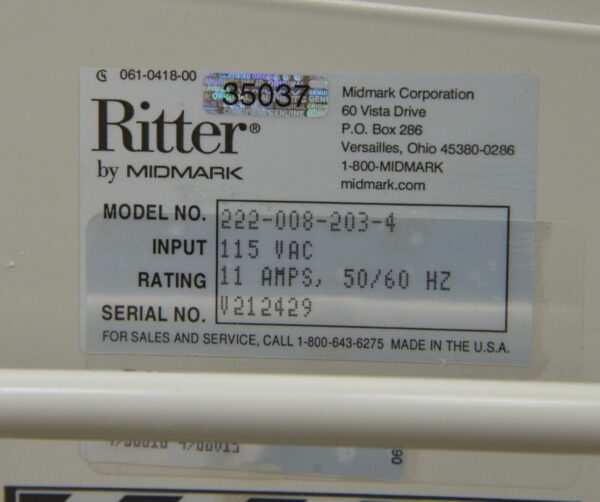 061-0418-00
35037
Ritter®
by MIDMARK
Midmark Corporation
60 Vista Drive
P.O. Box 286
Versailles, Ohio 45380-0286
1-800-MIDMARK
midmark.com
MODEL NO. 222-008-203-4
INPUT 115 VAC
RATING 11 AMPS, 50/60 HZ
SERIAL NO. V212429
FOR SALES AND SERVICE, CALL 1-800-643-6275 MADE IN THE U.S.A.